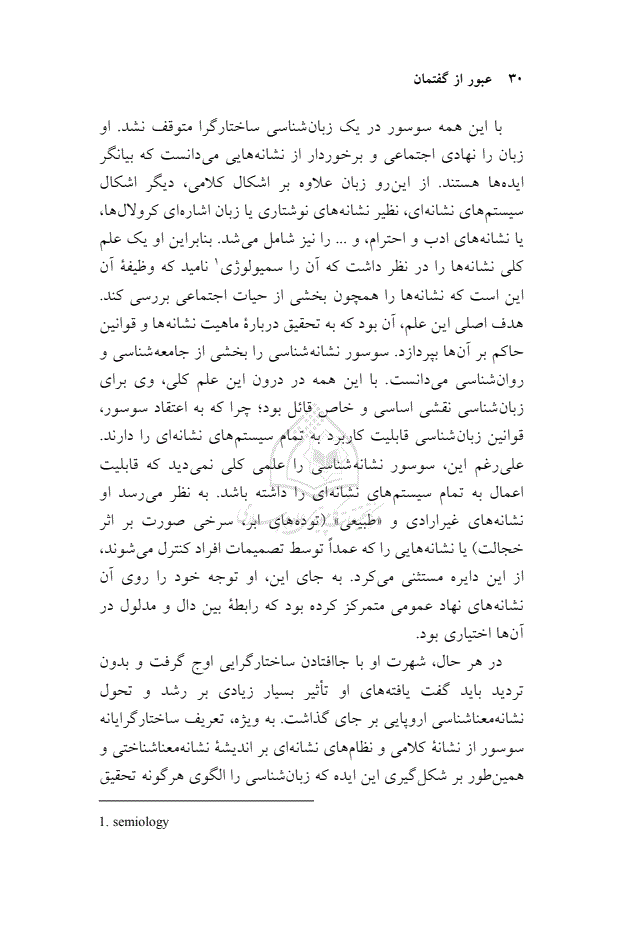 ۳۰ عبور از گفتمان
با این همه سوسور در یک زبان‌شناسی ساختارگرا متوقف نشد. او
زبان را نهادی اجتماعی و برخوردار از نشانه‌هایی می‌دانست که بیانگر
ایده‌ها هستند. از این‌رو زبان علاوه بر اشکال کلامی، دیگر اشکال
سیستم‌های نشانه‌ای، نظیر نشانه‌های نوشتاری یا زبان اشاره‌ای کرولال‌ها،
یا نشانه‌های ادب و احترام، و ... را نیز شامل می‌شد. بنابراین او یک علم
کلی نشانه‌ها را در نظر داشت که آن را سمیولوژی۱ نامید که وظیفهٔ آن
این است که نشانه‌ها را همچون بخشی از حیات اجتماعی بررسی کند.
هدف اصلی این علم، آن بود که به تحقیق دربارهٔ ماهیت نشانه‌ها و قوانین
حاکم بر آن‌ها بپردازد. سوسور نشانه‌شناسی را بخشی از جامعه‌شناسی و
روان‌شناسی می‌دانست. با این همه در درون این علم کلی، وی برای
زبان‌شناسی نقشی اساسی و خاص قائل بود؛ چرا که به اعتقاد سوسور،
قوانین زبان‌شناسی قابلیت کاربرد به تمام سیستم‌های نشانه‌ای را دارند.
علی‌رغم این، سوسور نشانه‌شناسی را علمی کلی نمی‌دید که قابلیت
اعمال به تمام سیستم‌های نشانه‌ای را داشته باشد. به نظر می‌رسد او
نشانه‌های غیرارادی و «طبیعی» (توده‌های ابر، سرخی صورت بر اثر
خجالت) یا نشانه‌هایی را که عمداً توسط تصمیمات افراد کنترل می‌شوند،
از این دایره مستثنی می‌کرد. به جای این، او توجه خود را روی آن
نشانه‌های نهاد عمومی متمرکز کرده بود که رابطهٔ بین دال و مدلول در
آن‌ها اختیاری بود.
در هر حال، شهرت او با جاافتادن ساختارگرایی اوج گرفت و بدون
تردید باید گفت یافته‌های او تأثیر بسیار زیادی بر رشد و تحول
نشانه‌معناشناسی اروپایی بر جای گذاشت. به ویژه، تعریف ساختارگرایانه
سوسور از نشانهٔ کلامی و نظام‌های نشانه‌ای بر اندیشهٔ نشانه‌معناشناختی و
همین‌طور بر شکل‌گیری این ایده که زبان‌شناسی را الگوی هرگونه تحقیق
1. semiology